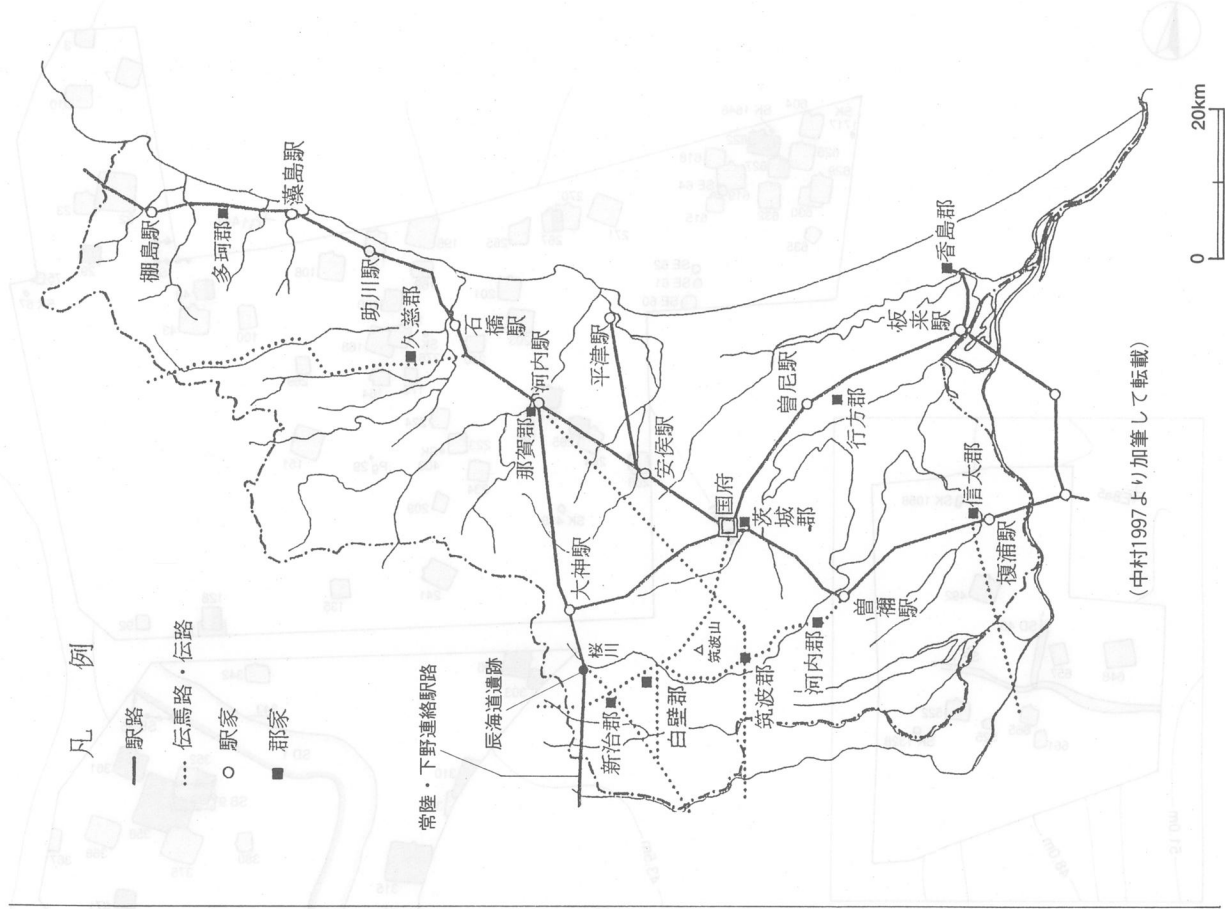 凡例
駅路
伝馬路・伝路
駅家
郡家
棚島駅
多珂郡
藻島駅
助川駅
久慈郡
石橋駅
河内駅
那賀郡
平津駅
安侯駅
大神駅
国府
茨城郡
曽尼駅
行方郡
板来駅
香島郡
信太郡
榎浦駅
曽禰駅
河内郡
筑波山
筑波郡
白壁郡
新治郡
桜川
辰海道遺跡
常陸・下野連絡駅路
0 20km
(中村1997より加筆して転載)